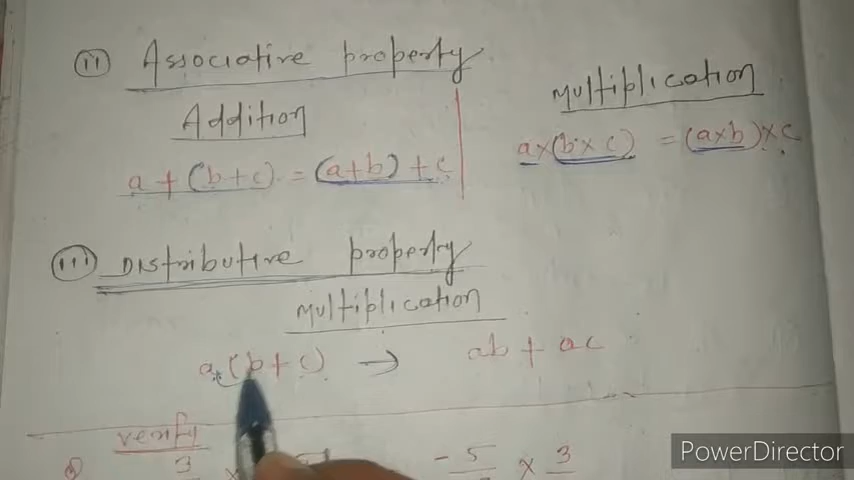 (ii) Associative property
Addition
Multiplication
a + (b+c) = (a+b) + c
a×(b×c) = (a×b)×c
(iii) Distributive property
Multiplication
a(b+c) → ab + ac
verify
3 ×
-5 × 3
PowerDirector